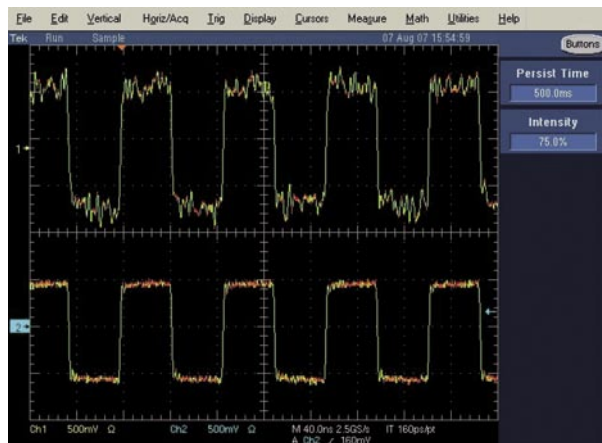 File Edit Vertical Horiz/Acq Trig Display Cursors Measure Math Utilities Help
Tek Run Sample 07 Aug 07 15:54:59
Buttons
Persist Time
500.0ms
Intensity
75.0%
1
2
Ch1 500mV Ω Ch2 500mV Ω M 40.0ns 2.5GS/s IT 160ps/pt
A Ch2 / 160mV